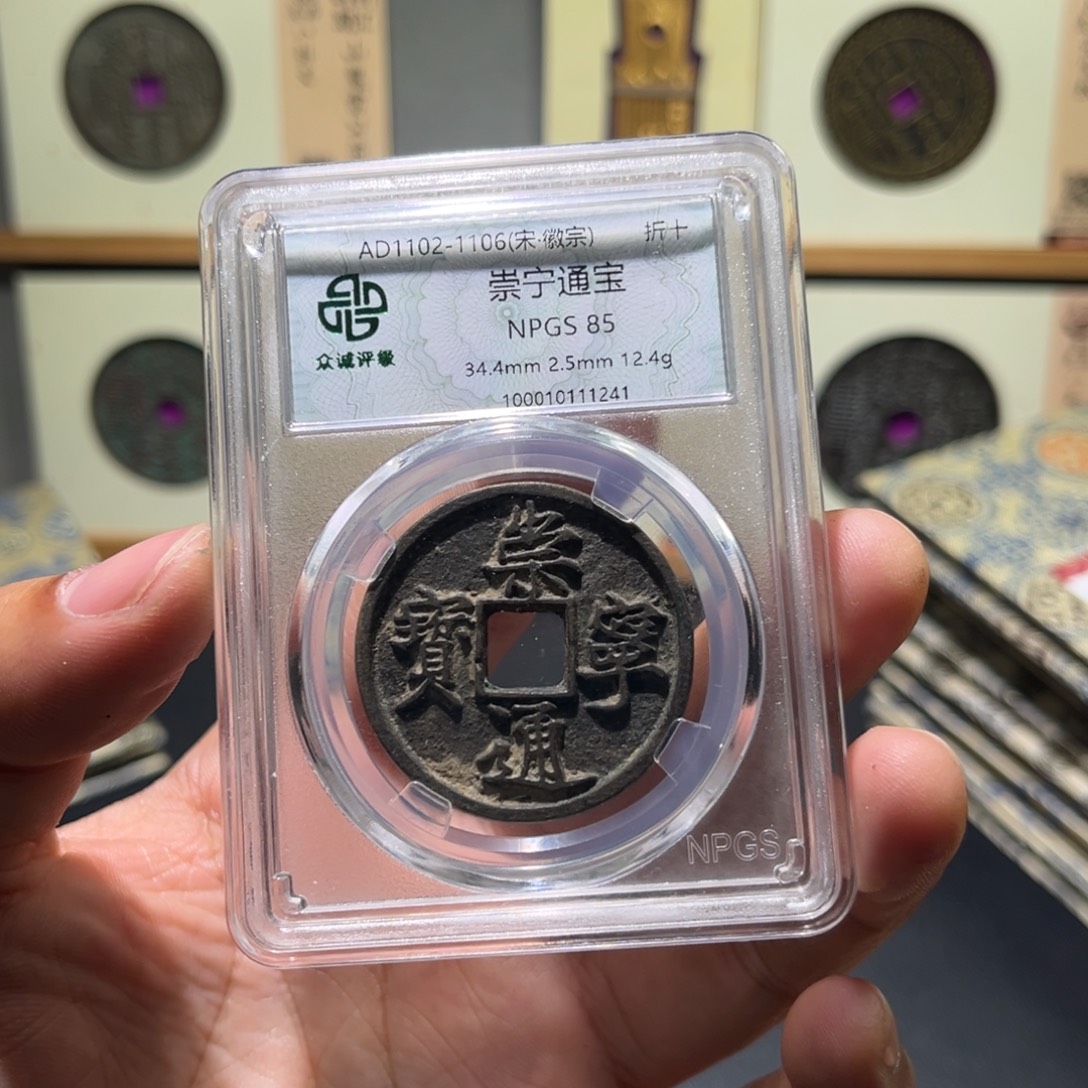 AD1102-1106(宋·徽宗) 折十
崇宁通宝
NPGS 85
34.4mm 2.5mm 12.4g
100010111241
众诚评级
崇寧通寳
NPGS